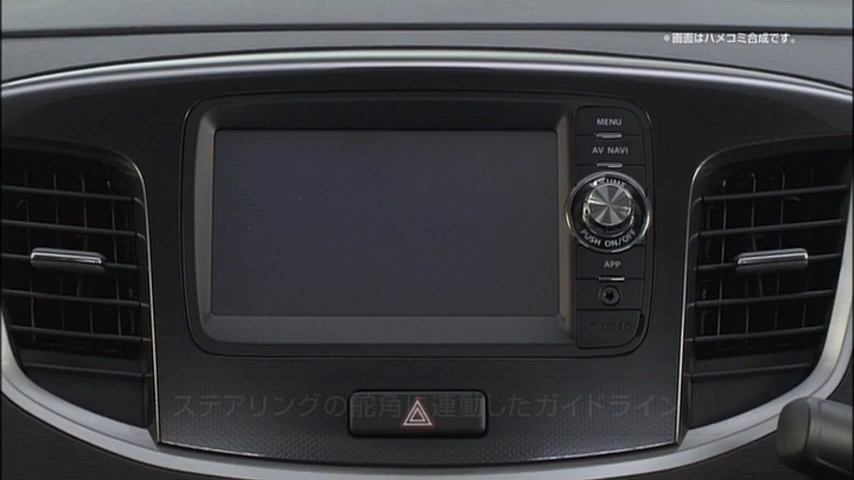 *画面はハメコミ合成です。
MENU
AV NAVI
VOLUME
PUSH ON/OFF
APP
microSD
ステアリングの舵角に連動したガイドライン